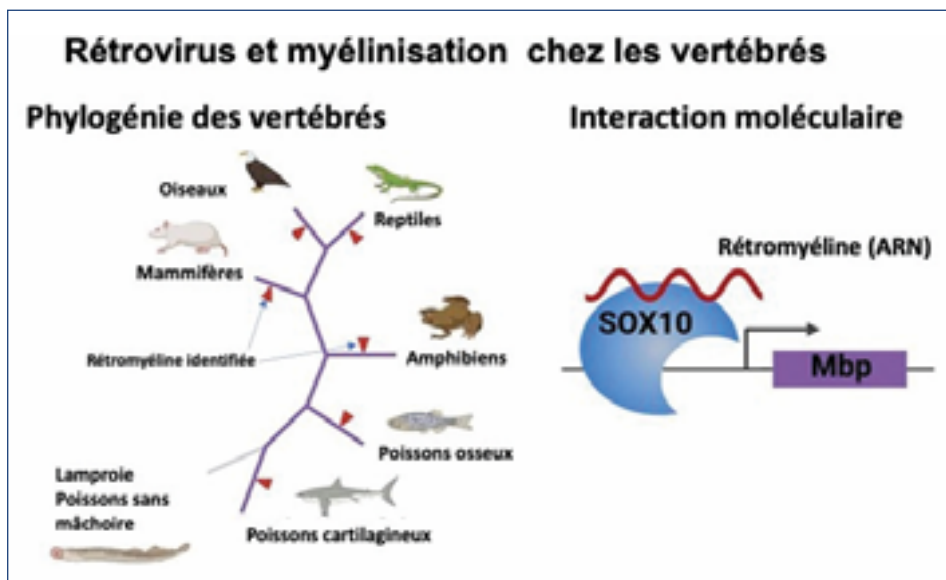 Rétrovirus et myélinisation chez les vertébrés
Phylogénie des vertébrés
Oiseaux
Reptiles
Mammifères
Rétromyéline identifiée
Amphibiens
Poissons osseux
Lamproie
Poissons sans
mâchoire
Poissons cartilagineux
Interaction moléculaire
Rétromyéline (ARN)
SOX10
Mbp